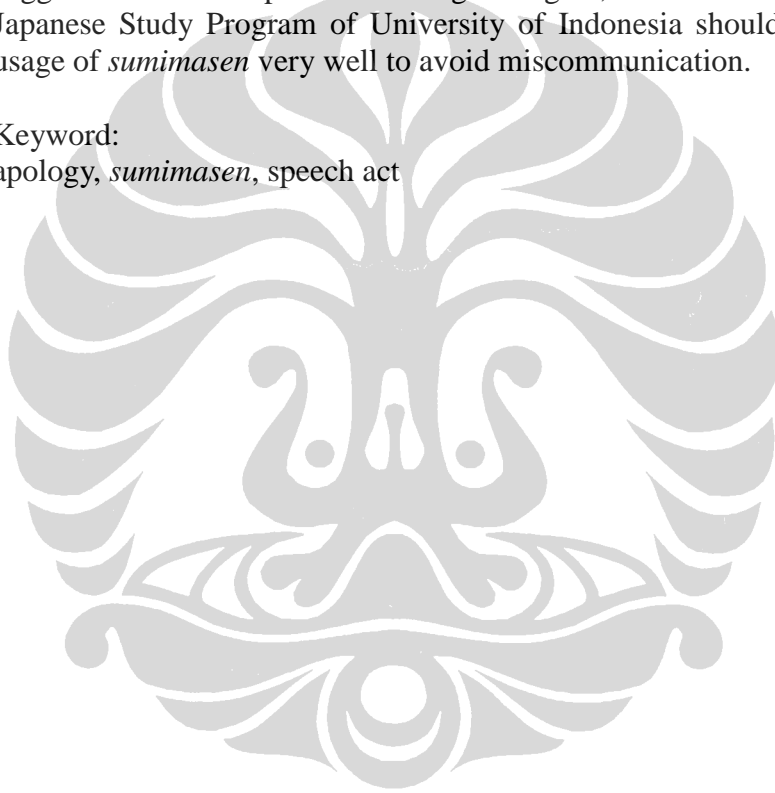 Japanese Study Program of University of Indonesia should
usage of sumimasen very well to avoid miscommunication.
Keyword:
apology, sumimasen, speech act